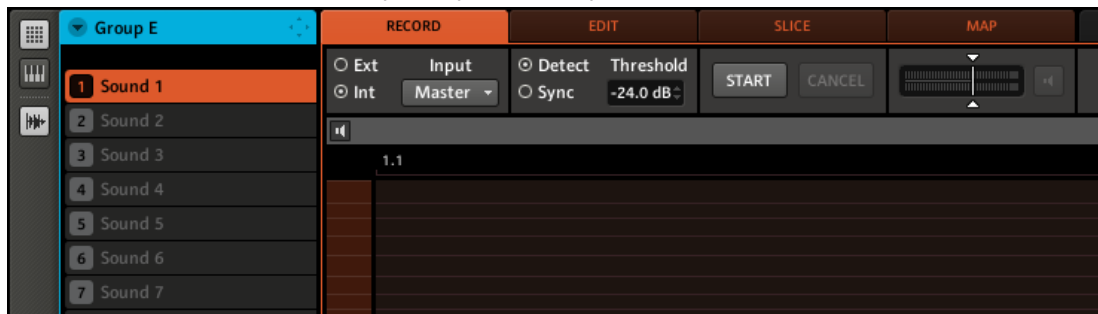 Group E
RECORD EDIT SLICE MAP
Ext Input Detect Threshold
Int Master Sync -24.0 dB START CANCEL
1 Sound 1
2 Sound 2
3 Sound 3
4 Sound 4
5 Sound 5
6 Sound 6
7 Sound 7
1.1